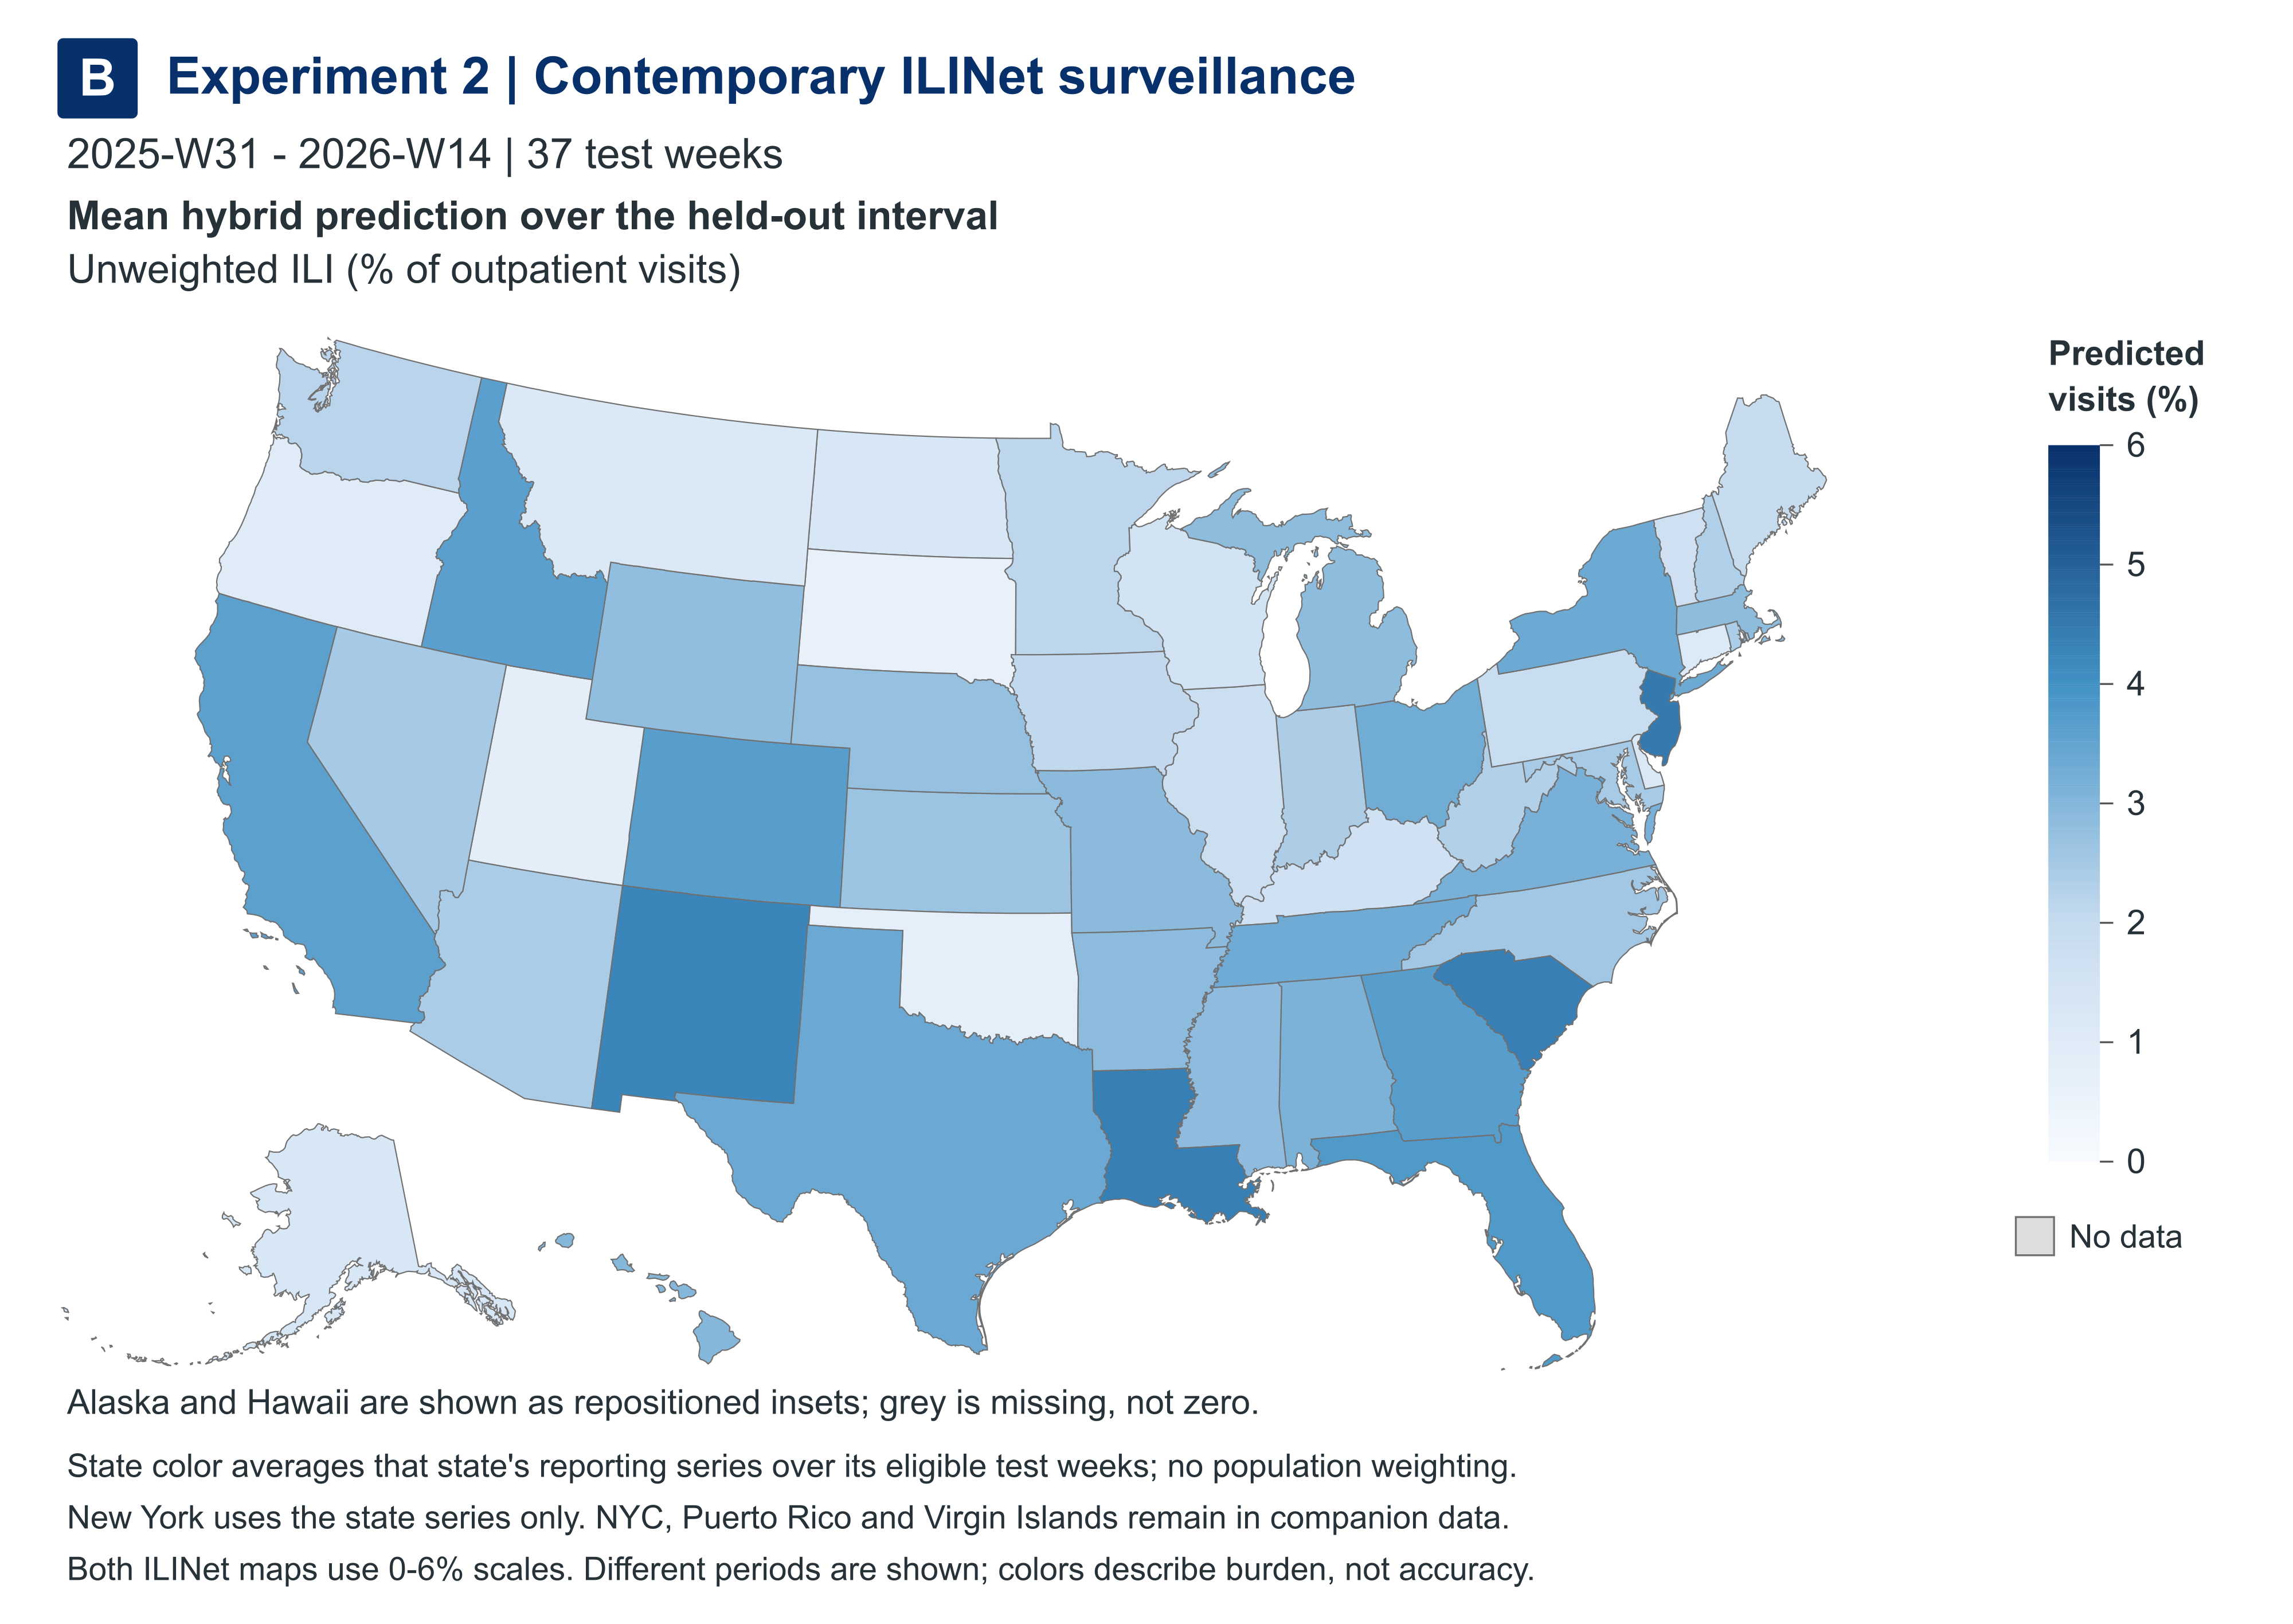 B
Experiment 2 | Contemporary ILINet surveillance
2025-W31 - 2026-W14 | 37 test weeks
Mean hybrid prediction over the held-out interval
Unweighted ILI (% of outpatient visits)
Predicted
visits (%)
6
5
4
3
2
1
0
No data
Alaska and Hawaii are shown as repositioned insets; grey is missing, not zero.
State color averages that state's reporting series over its eligible test weeks; no population weighting.
New York uses the state series only. NYC, Puerto Rico and Virgin Islands remain in companion data.
Both ILINet maps use 0-6% scales. Different periods are shown; colors describe burden, not accuracy.